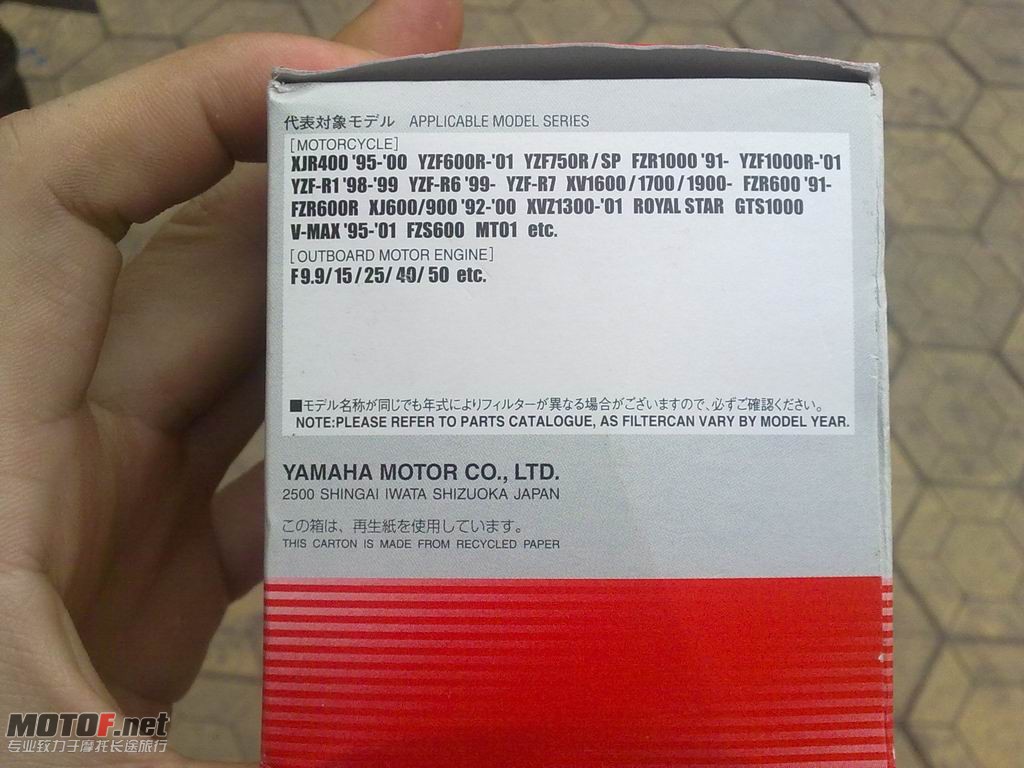 代表対象モデル APPLICABLE MODEL SERIES
[MOTORCYCLE]
XJR400 '95-'00 YZF600R-'01 YZF750R/SP FZR1000 '91- YZF1000R-'01
YZF-R1 '98-'99 YZF-R6 '99- YZF-R7 XV1600/1700/1900- FZR600 '91-
FZR600R XJ600/900 '92-'00 XVZ1300-'01 ROYAL STAR GTS1000
V-MAX '95-'01 FZS600 MT01 etc.
[OUTBOARD MOTOR ENGINE]
F9.9/15/25/40/50 etc.
■モデル名称が同じでも年式によりフィルターが異なる場合がございますので、必ずご確認ください。
NOTE:PLEASE REFER TO PARTS CATALOGUE, AS FILTERCAN VARY BY MODEL YEAR.
YAMAHA MOTOR CO., LTD.
2500 SHINGAI IWATA SHIZUOKA JAPAN
この箱は、再生紙を使用しています。
THIS CARTON IS MADE FROM RECYCLED PAPER
MOTOF.net
专业致力于摩托长途旅行